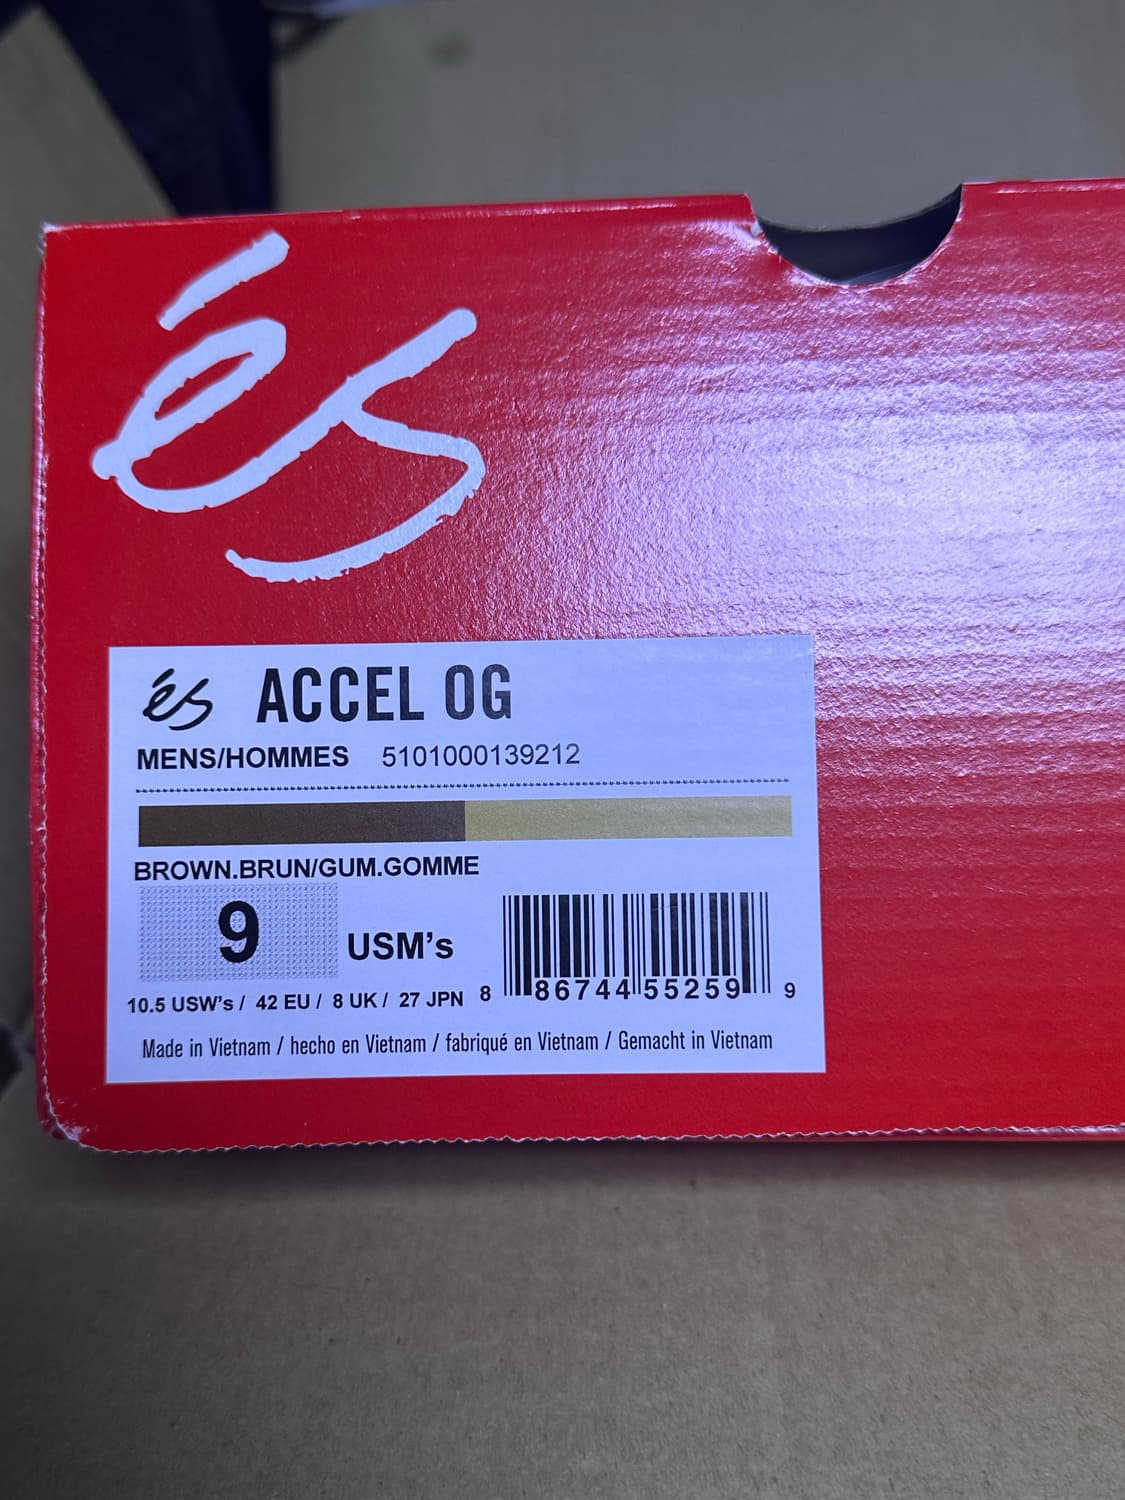 és
és ACCEL OG
MENS/HOMMES 5101000139212
BROWN.BRUN/GUM.GOMME
9 USM's
10.5 USW's / 42 EU / 8 UK / 27 JPN
8 86744 55259 9
Made in Vietnam / hecho en Vietnam / fabriqué en Vietnam / Gemacht in Vietnam